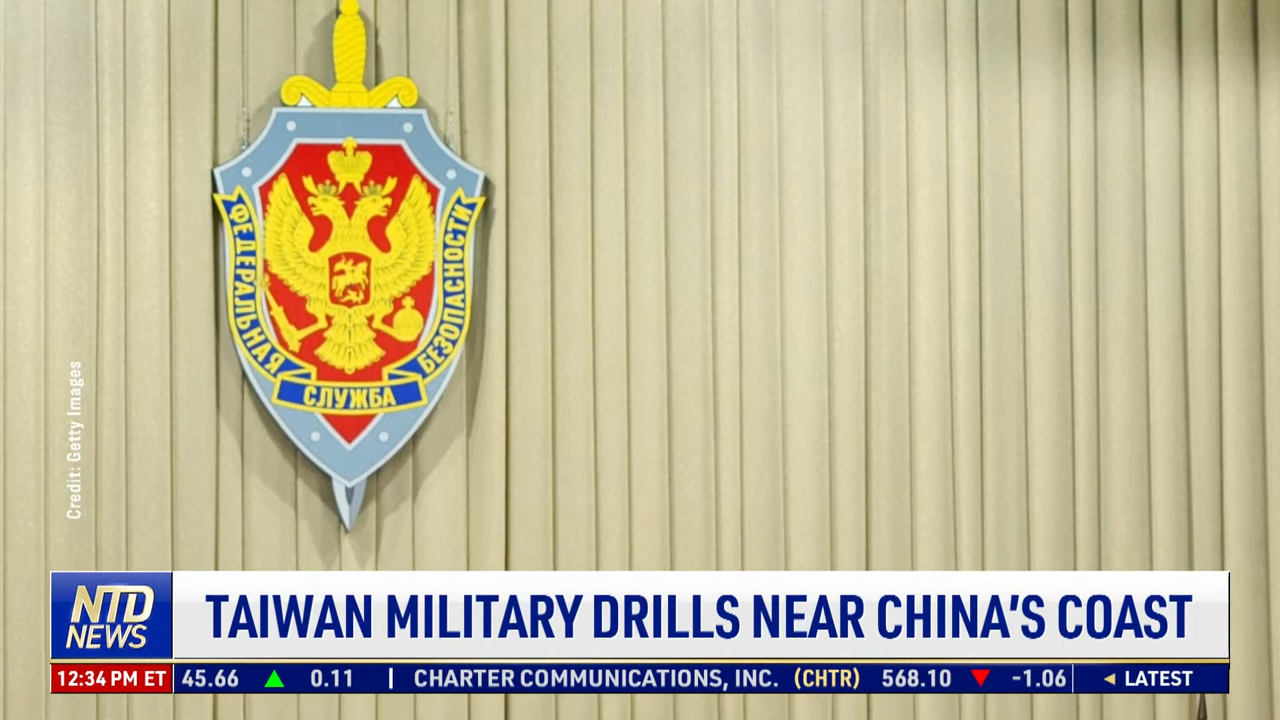 ФЕДЕРАЛЬНАЯ
СЛУЖБА
БЕЗОПАСНОСТИ
Credit: Getty Images
NTD
NEWS
TAIWAN MILITARY DRILLS NEAR CHINA'S COAST
12:34 PM ET 45.66 ▲ 0.11 | CHARTER COMMUNICATIONS, INC. (CHTR) 568.10 ▼ -1.06 ◄ LATEST